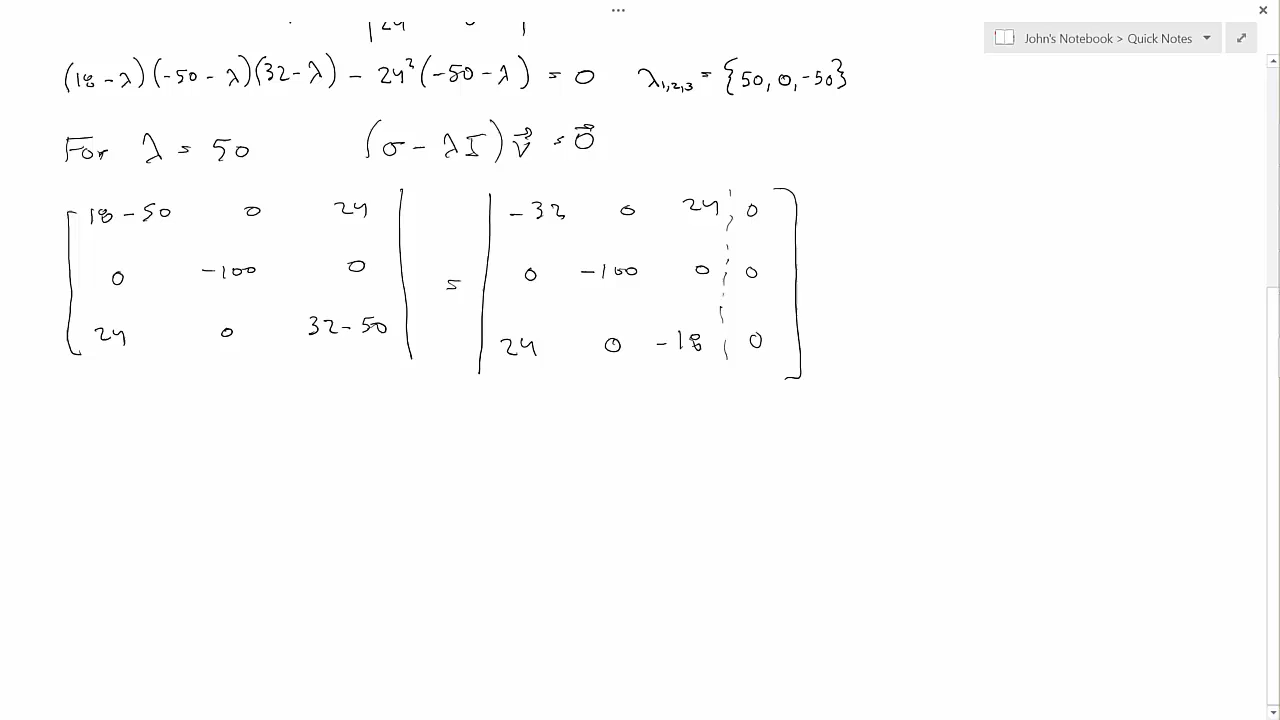 John's Notebook > Quick Notes
24 0
(18-λ)(-50-λ)(32-λ) - 24²(-50-λ) = 0 λ₁,₂,₃ = {50, 0, -50}
For λ = 50 (σ - λI)v⃗ = 0⃗
[18-50 0 24] = [-32 0 24 ¦ 0]
[0 -100 0] [0 -100 0 ¦ 0]
[24 0 32-50] [24 0 -18 ¦ 0]